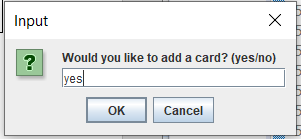 Input
Would you like to add a card? (yes/no)
yes
OK
Cancel